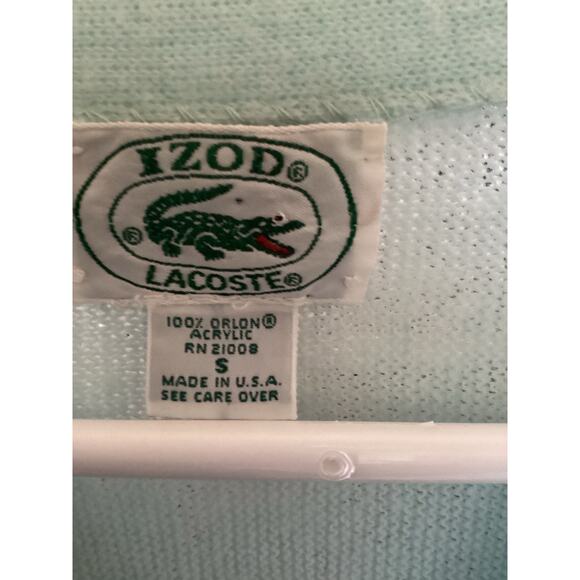 IZOD®
®
LACOSTE®
100% ORLON®
ACRYLIC
RN 21008
S
MADE IN U.S.A.
SEE CARE OVER